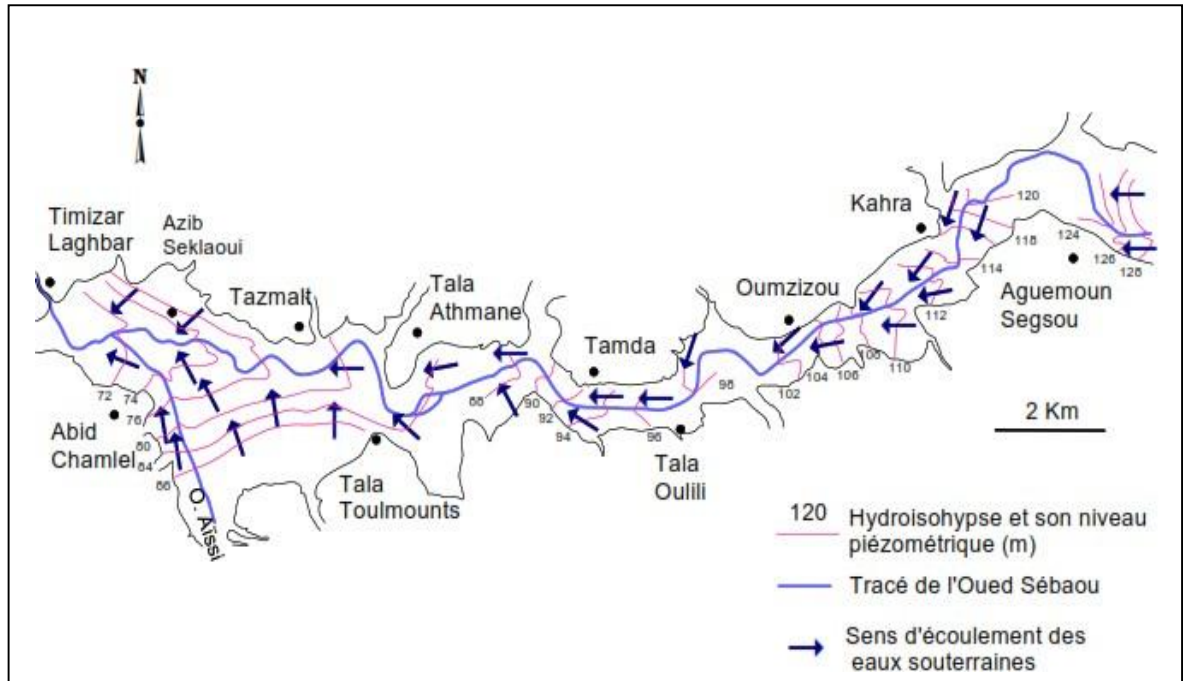 N
Timizar
Laghbar
Azib
Seklaoui
Tazmalt
Tala
Athmane
Tamda
Oumzizou
Kahra
120
118
124
126
128
114
112
110
106
106
104
102
98
96
94
92
90
88
72
74
76
80
84
86
Aguemoun
Segsou
Abid
Chamlel
O. Aïssi
Tala
Toulmounts
Tala
Oulili
2 Km
120
Hydroisohypse et son niveau
piézométrique (m)
Tracé de l'Oued Sébaou
Sens d'écoulement des
eaux souterraines